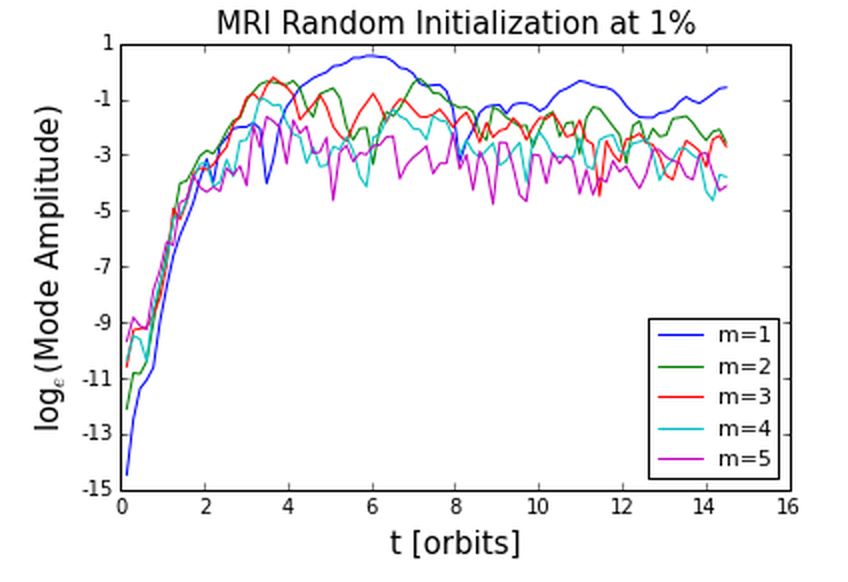 MRI Random Initialization at 1%
logₑ(Mode Amplitude)
1
-1
-3
-5
-7
-9
-11
-13
-15
m=1
m=2
m=3
m=4
m=5
0 2 4 6 8 10 12 14 16
t [orbits]